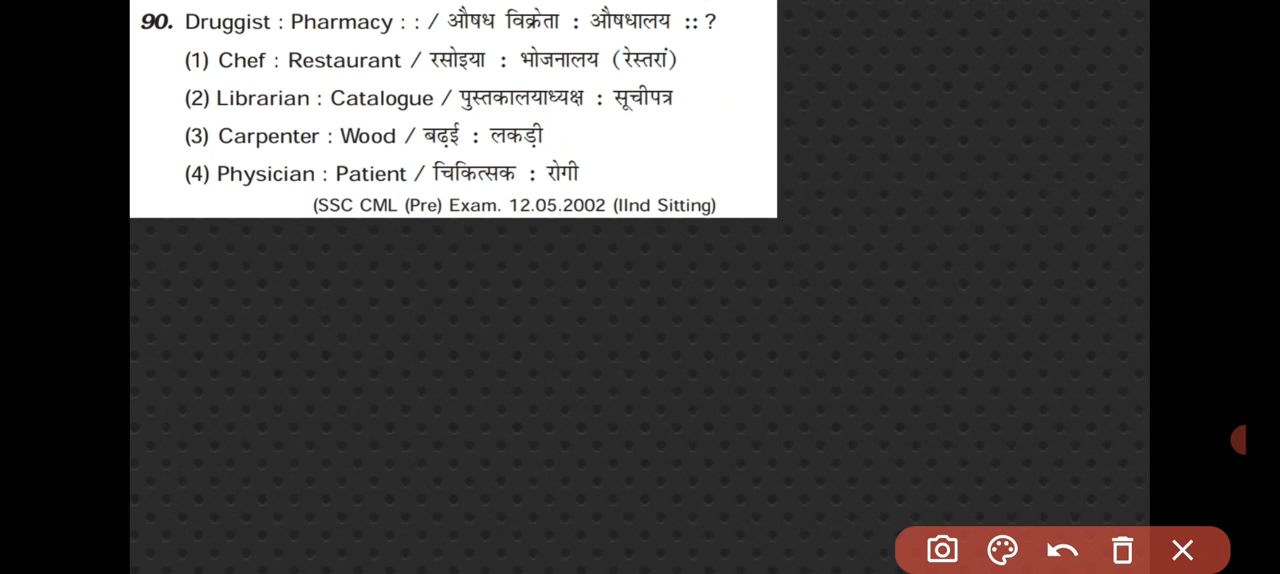 90. Druggist : Pharmacy : : / औषध विक्रेता : औषधालय :: ?
(1) Chef : Restaurant / रसोइया : भोजनालय (रेस्तरां)
(2) Librarian : Catalogue / पुस्तकालयाध्यक्ष : सूचीपत्र
(3) Carpenter : Wood / बढ़ई : लकड़ी
(4) Physician : Patient / चिकित्सक : रोगी
(SSC CML (Pre) Exam. 12.05.2002 (IInd Sitting)